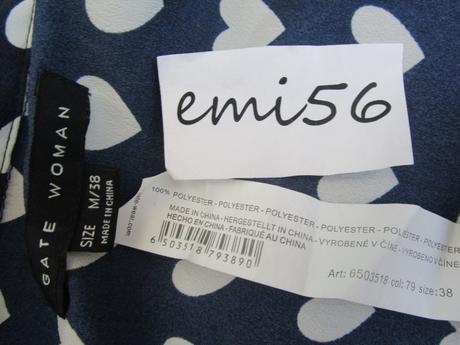 emi56
GATE WOMAN
SIZE M/38
MADE IN CHINA
100% POLYESTER - POLYESTER - POLYESTER - POLYESTER - POLYESTER - POLYESTER
MADE IN CHINA - HERGESTELLT IN CHINA - VYROBENÉ V ČÍNE - VYROBENO V ČÍNĚ
HECHO EN CHINA - FABRIQUÉ AU CHINA
6 503518 793890
Art: 6503518 col: 79 size: 38